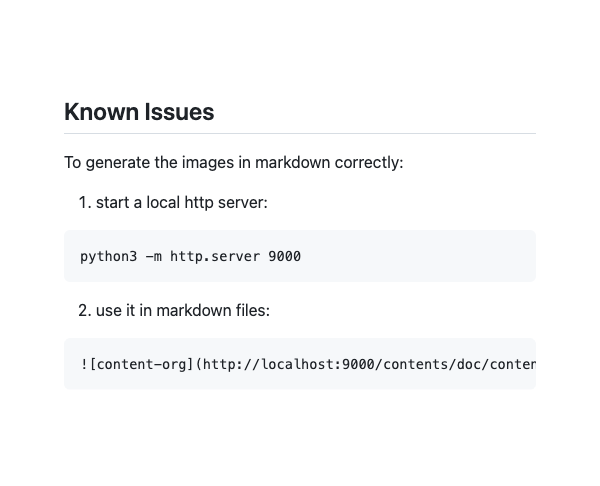 Known Issues
To generate the images in markdown correctly:
1. start a local http server:
python3 -m http.server 9000
2. use it in markdown files:
![content-org](http://localhost:9000/contents/doc/conten